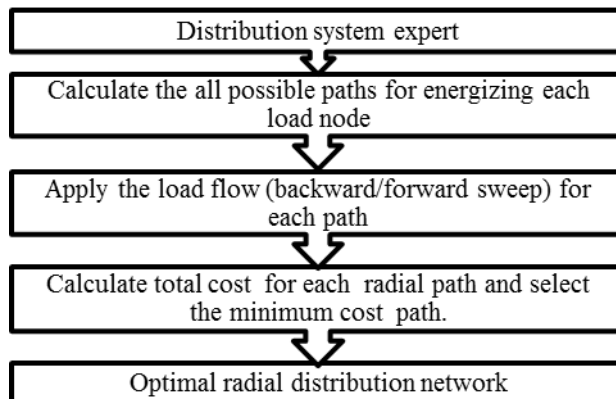 Distribution system expert
Calculate the all possible paths for energizing each
load node
Apply the load flow (backward/forward sweep) for
each path
Calculate total cost for each radial path and select
the minimum cost path.
Optimal radial distribution network